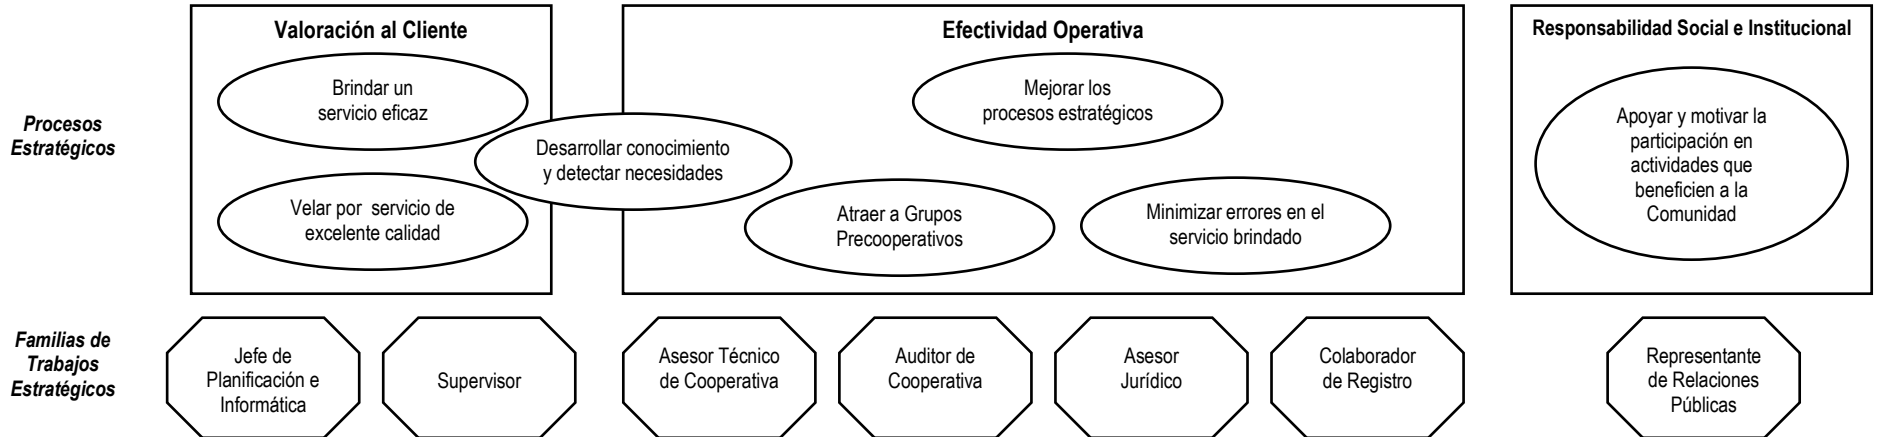 Valoración al Cliente
Efectividad Operativa
Responsabilidad Social e Institucional
Procesos
Estratégicos
Brindar un
servicio eficaz
Desarrollar conocimiento
y detectar necesidades
Velar por servicio de
excelente calidad
Mejorar los
procesos estratégicos
Atraer a Grupos
Precooperativos
Minimizar errores en el
servicio brindado
Apoyar y motivar la
participación en
actividades que
beneficien a la
Comunidad
Familias de
Trabajos
Estratégicos
Jefe de
Planificación e
Informática
Supervisor
Asesor Técnico
de Cooperativa
Auditor de
Cooperativa
Asesor
Jurídico
Colaborador
de Registro
Representante
de Relaciones
Públicas